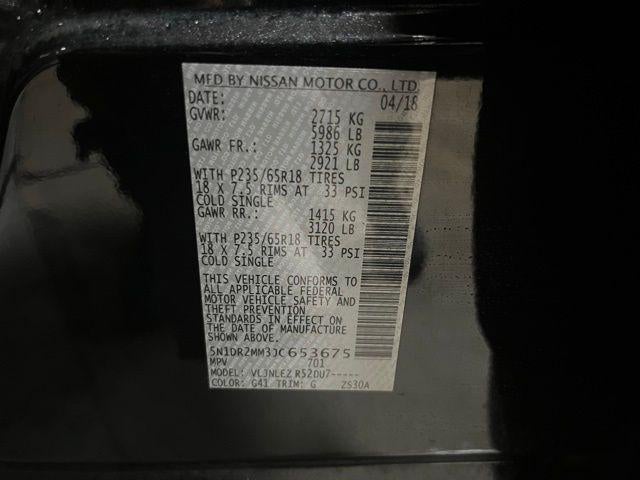 MFD BY NISSAN MOTOR CO., LTD.
DATE: 04/18
GVWR: 2715 KG
5986 LB
GAWR FR.: 1325 KG
2921 LB
WITH P235/65R18 TIRES
18 X 7.5 RIMS AT 33 PSI
COLD SINGLE
GAWR RR.: 1415 KG
3120 LB
WITH P235/65R18 TIRES
18 X 7.5 RIMS AT 33 PSI
COLD SINGLE
THIS VEHICLE CONFORMS TO
ALL APPLICABLE FEDERAL
MOTOR VEHICLE SAFETY AND
THEFT PREVENTION
STANDARDS IN EFFECT ON
THE DATE OF MANUFACTURE
SHOWN ABOVE.
5N1DR2MM3JC653675
MPV 701
MODEL: VLJNLEZ R52DU7-----
COLOR: G41 TRIM: G ZS30A